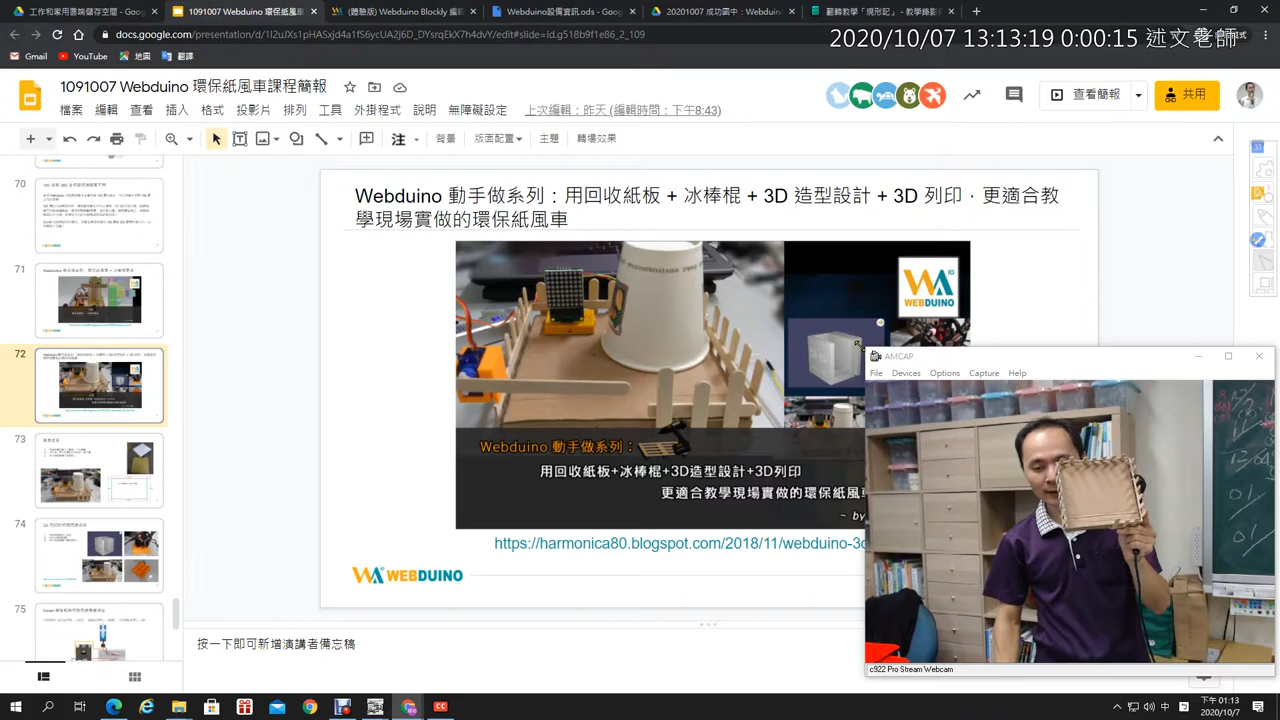 工作和家用雲端儲存空間 - Goo
1091007 Webduino 環保紙風車
(體驗版) Webduino Blockly 編輯
Webduino設備資訊.ods - Google
20201007 成功國中：Webduino
翻轉教學「現形記」 - 教學錄影
docs.google.com/presentation/d/1I2uJXs1pHASxjd4a1fS6ycUA2j6D_DYsrqEkX7h4dvY/edit#slide=id.g518b9f1e86_2_109
2020/10/07 13:13:19 0:00:15 述文老師
Gmail
YouTube
地圖
翻譯
1091007 Webduino 環保紙風車課程簡報
檔案 編輯 查看 插入 格式 投影片 排列 工具 外掛程式 說明 無障礙設定 上次編輯：昨天 (編輯時間：下午8:43)
查看簡報
共用
注
背景
版面配置
主題
轉場效果
31
70
71
72
73
74
75
Webduino 動手做系列：用回收紙板 + 冰棒棍 + 3D造型設計 + 3D列印，更適合教
學現場實做的環保紙風車
WEBDUINO
Webduino 動手做系列：
用回收紙板+冰棒棍+3D造型設計+3D列印
更適合教學現場實做的環保紙風車
~ by
https://harmonica80.blogspot.com/2018/11/webduino-3d
WEBDUINO
按一下即可新增演講者備忘稿
AMCAP
File Devices Options Capture Help
c922 Pro Stream Webcam
CC
中
下午 01:13
2020/10/7